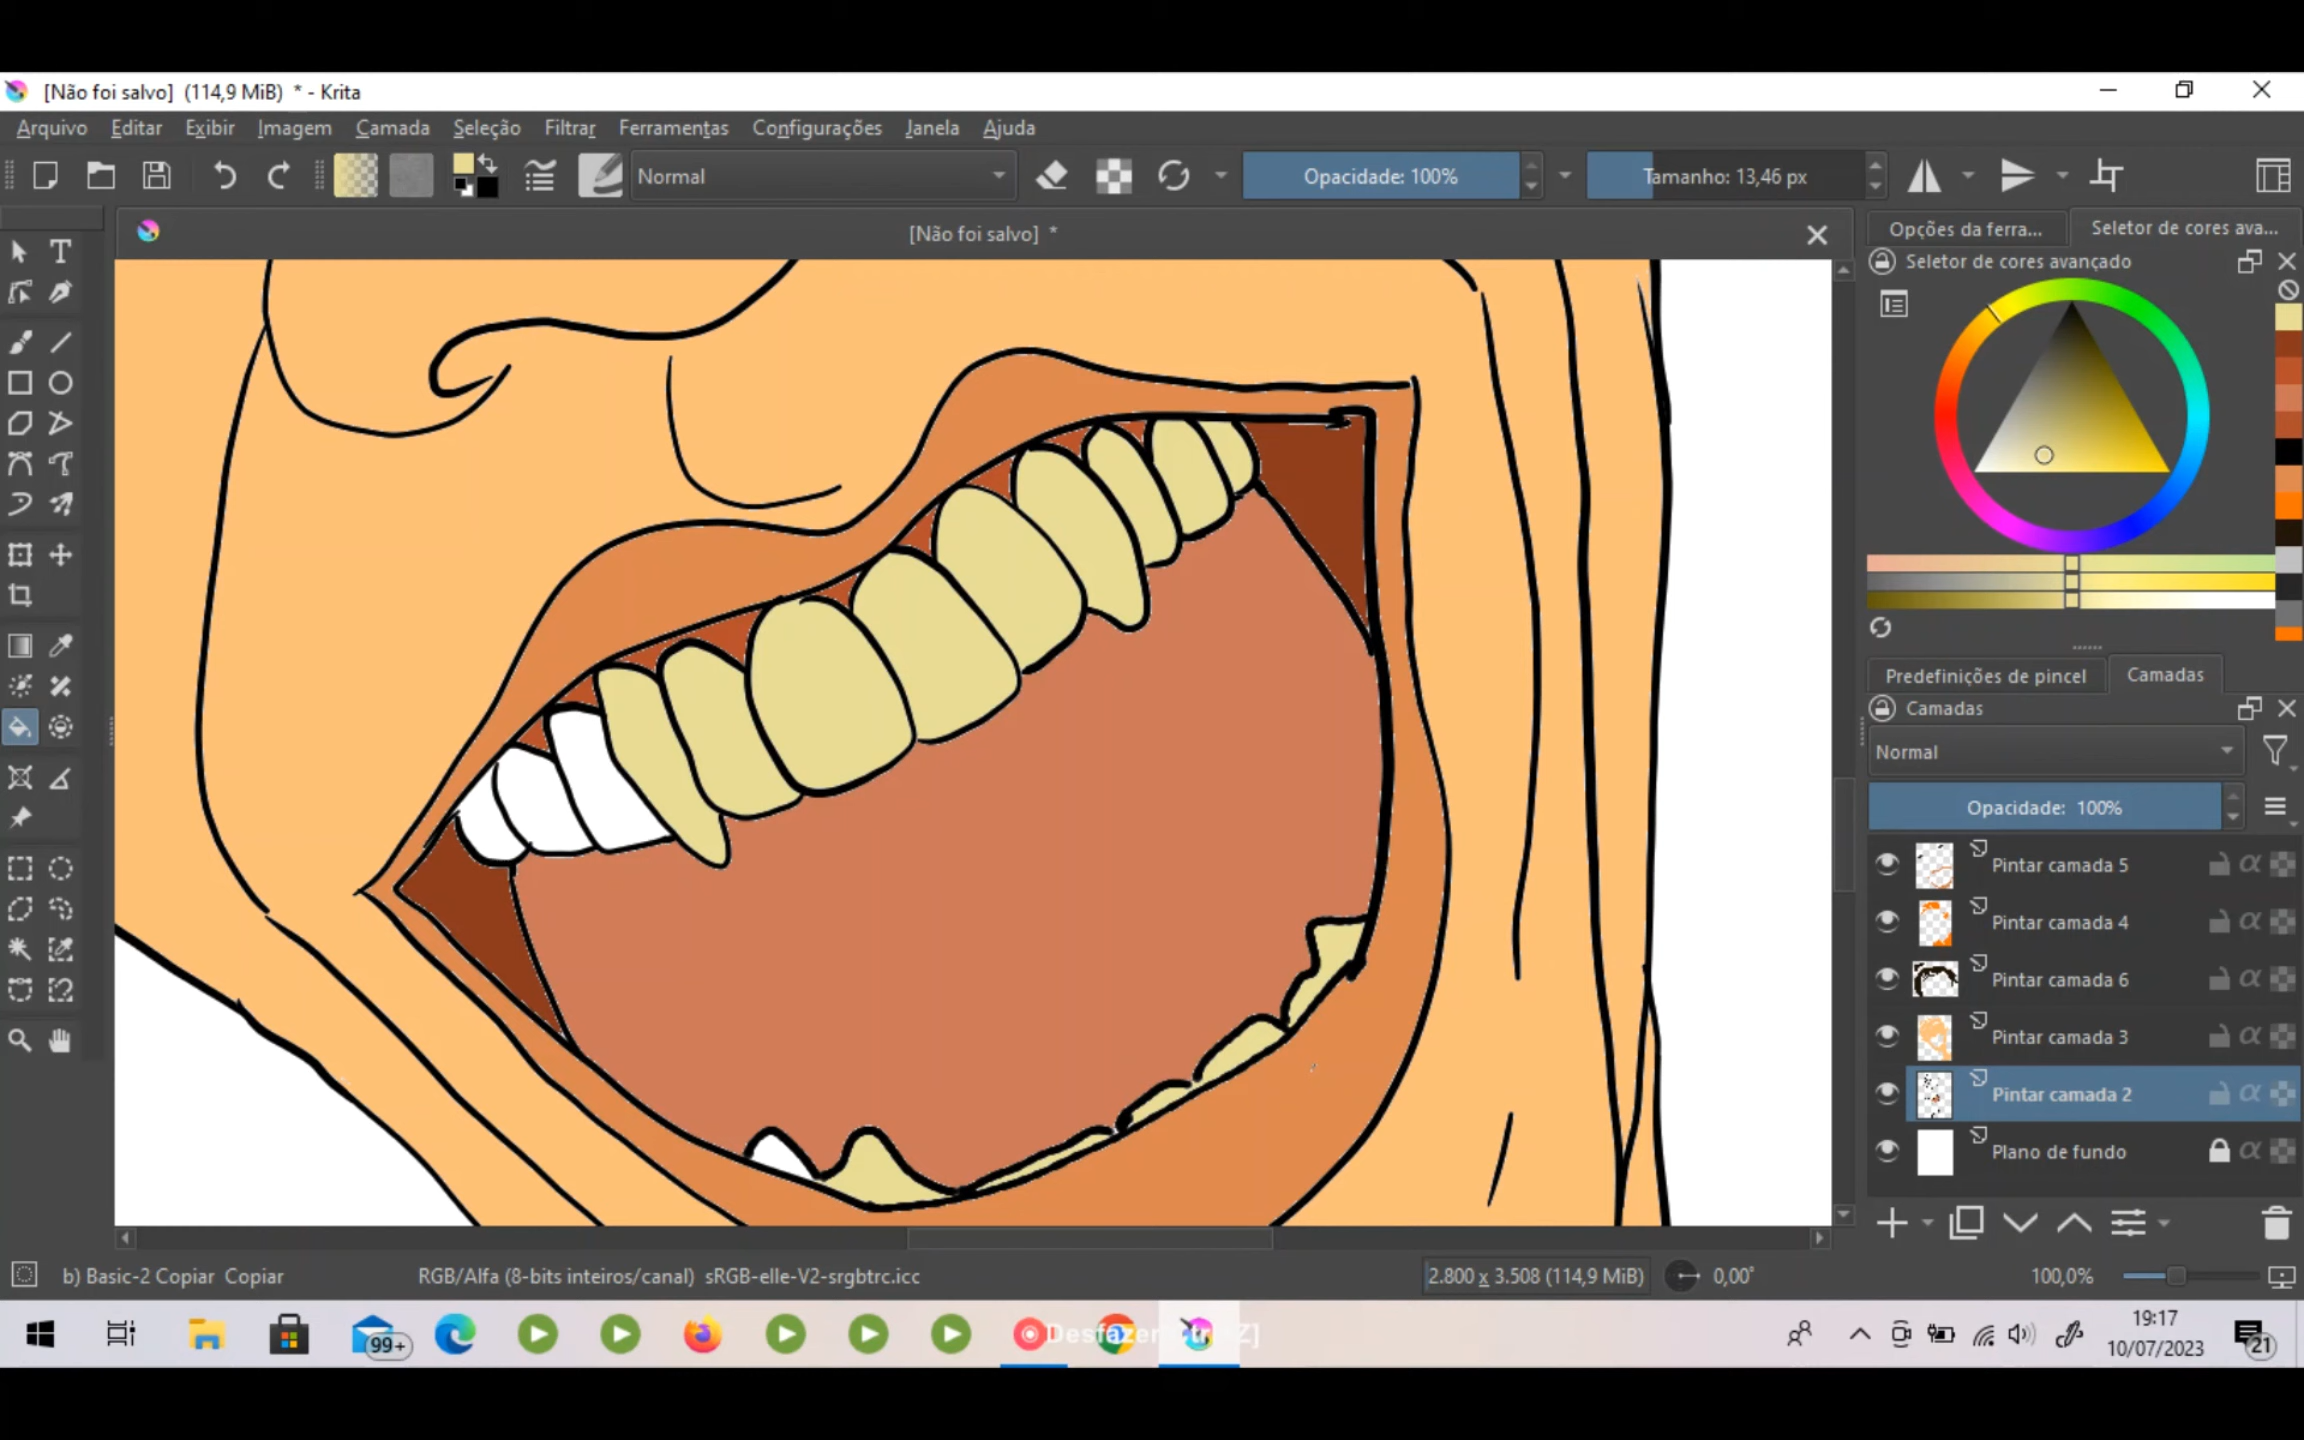 [Não foi salvo] (114,9 MiB) * - Krita
Arquivo Editar Exibir Imagem Camada Seleção Filtrar Ferramentas Configurações Janela Ajuda
Normal
Opacidade: 100%
Tamanho: 13,46 px
[Não foi salvo] *
Opções da ferra...
Seletor de cores ava...
Seletor de cores avançado
Predefinições de pincel
Camadas
Camadas
Normal
Opacidade: 100%
Pintar camada 5
Pintar camada 4
Pintar camada 6
Pintar camada 3
Pintar camada 2
Plano de fundo
b) Basic-2 Copiar Copiar
RGB/Alfa (8-bits inteiros/canal) sRGB-elle-V2-srgbtrc.icc
2.800 x 3.508 (114,9 MiB)
0,00°
100,0%
99+
Desfazer
Z]
19:17
10/07/2023
21